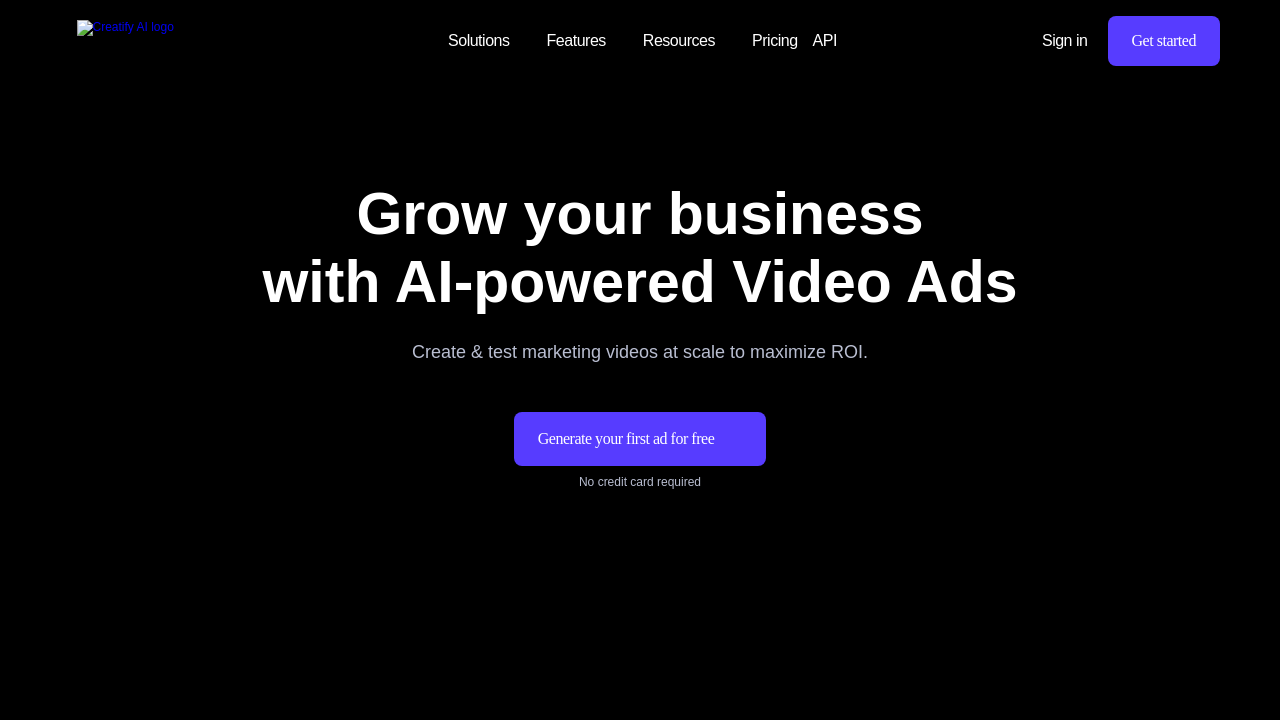 Creatify AI logo
Solutions Features Resources Pricing API Sign in Get started
Grow your business
with AI-powered Video Ads
Create & test marketing videos at scale to maximize ROI.
Generate your first ad for free
No credit card required